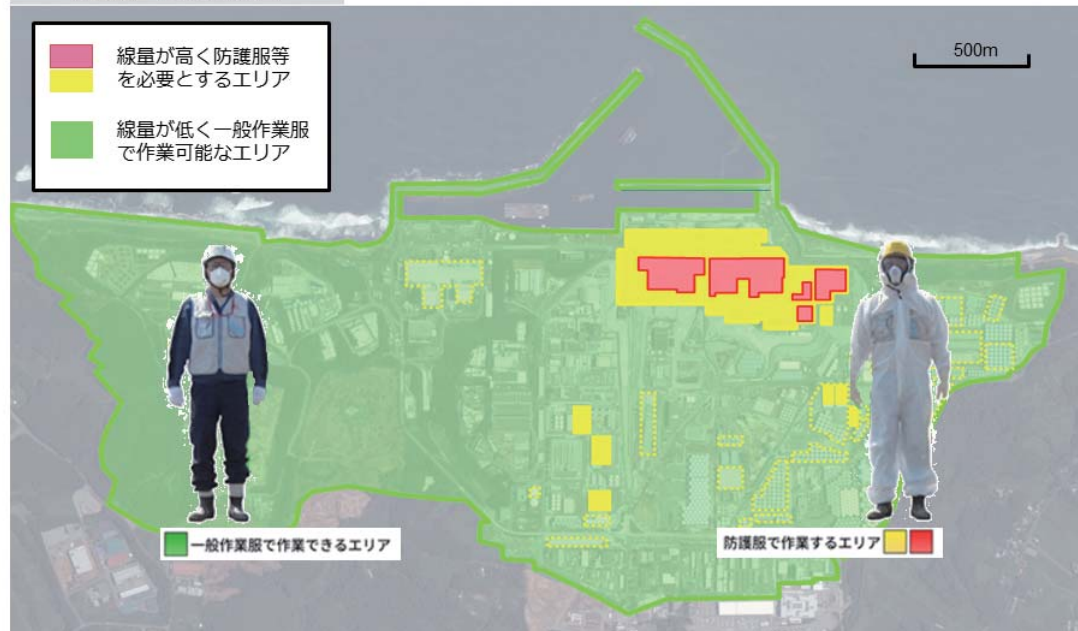 線量が高く防護服等
を必要とするエリア
線量が低く一般作業服
で作業可能なエリア
500m
一般作業服で作業できるエリア
防護服で作業するエリア